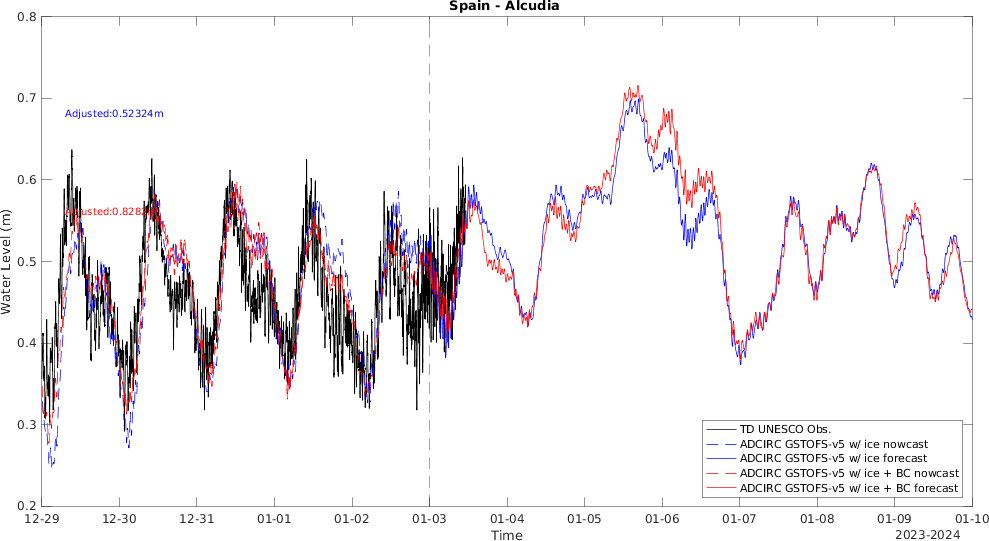 Spain - Alcudia
0.8
0.7
0.6
0.5
0.4
0.3
0.2
Water Level (m)
Adjusted:0.52324m
Adjusted:0.828
TD UNESCO Obs.
ADCIRC GSTOFS-v5 w/ ice nowcast
ADCIRC GSTOFS-v5 w/ ice forecast
ADCIRC GSTOFS-v5 w/ ice + BC nowcast
ADCIRC GSTOFS-v5 w/ ice + BC forecast
12-29 12-30 12-31 01-01 01-02 01-03 01-04 01-05 01-06 01-07 01-08 01-09 01-10
Time
2023-2024